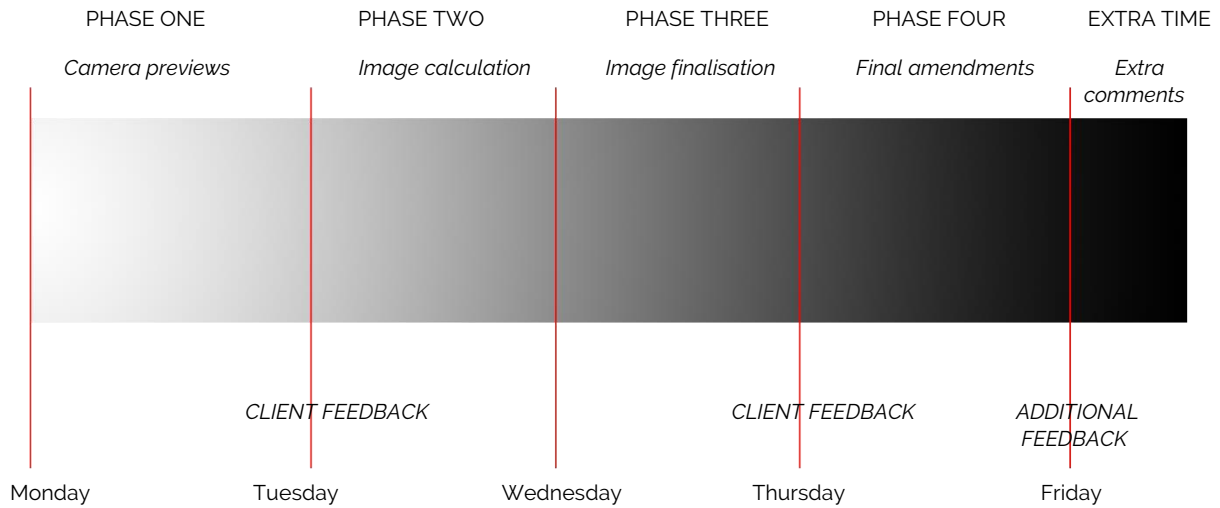 PHASE ONE
PHASE TWO
PHASE THREE
PHASE FOUR
EXTRA TIME
Camera previews
Image calculation
Image finalisation
Final amendments
Extra
comments
CLIENT FEEDBACK
CLIENT FEEDBACK
ADDITIONAL
FEEDBACK
Monday
Tuesday
Wednesday
Thursday
Friday